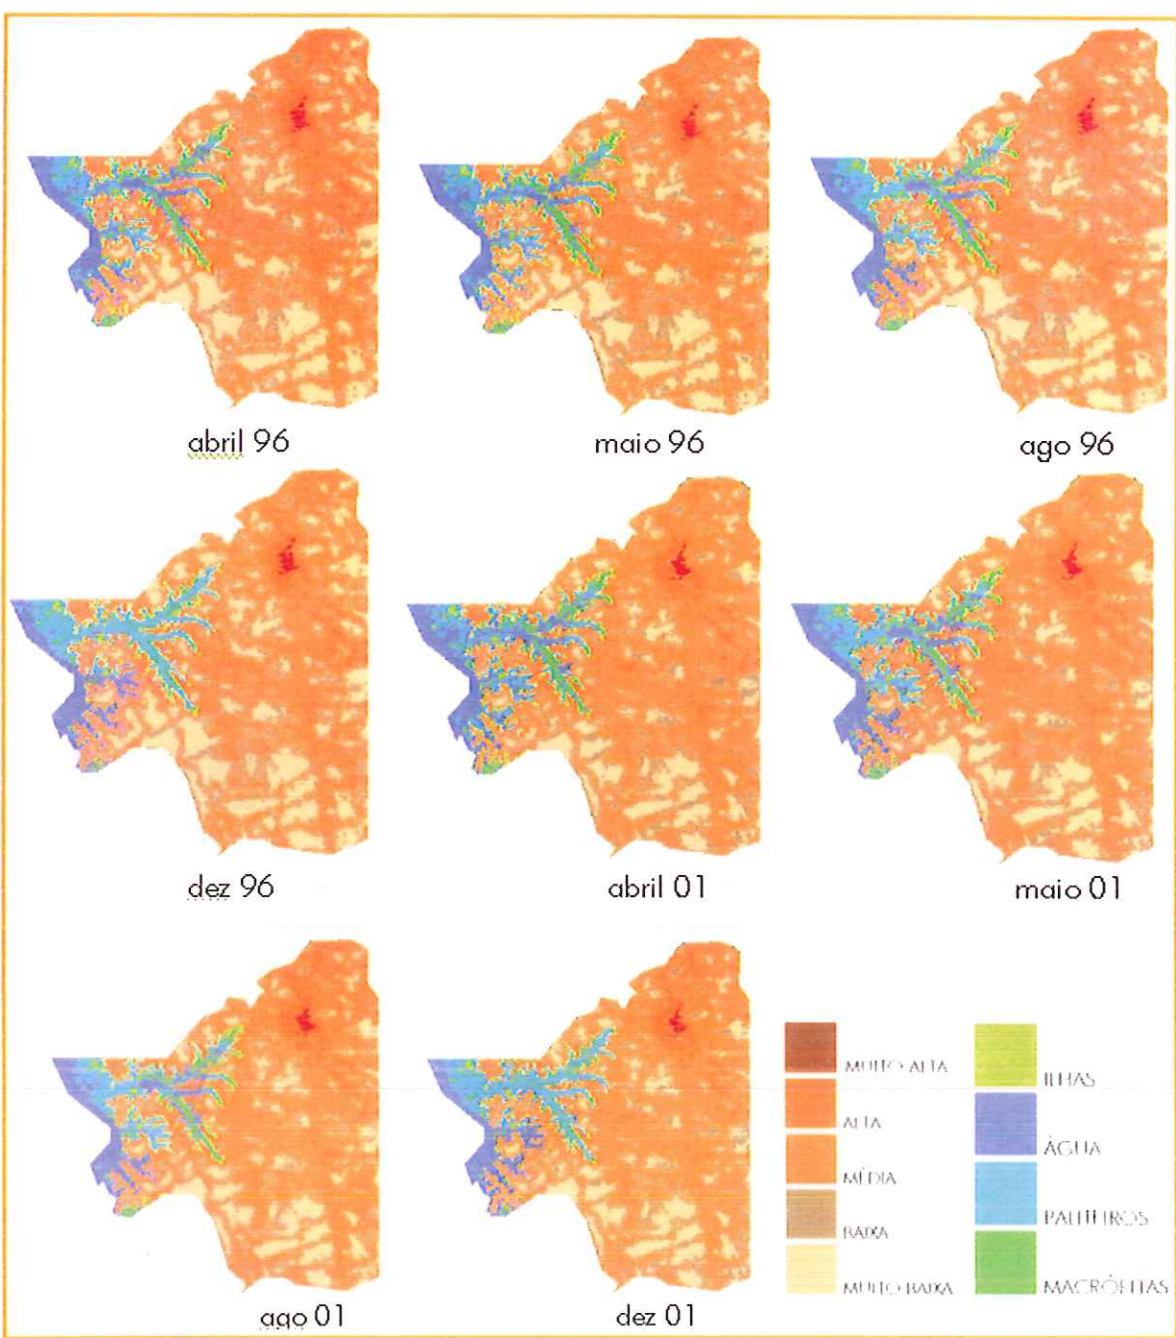 abril 96
maio 96
ago 96
dez 96
abril 01
maio 01
ago 01
dez 01
MUITO ALTA
ALTA
MÉDIA
BAIXA
MUITO BAIXA
ILHAS
ÁGUA
PALITEIROS
MACRÓFITAS